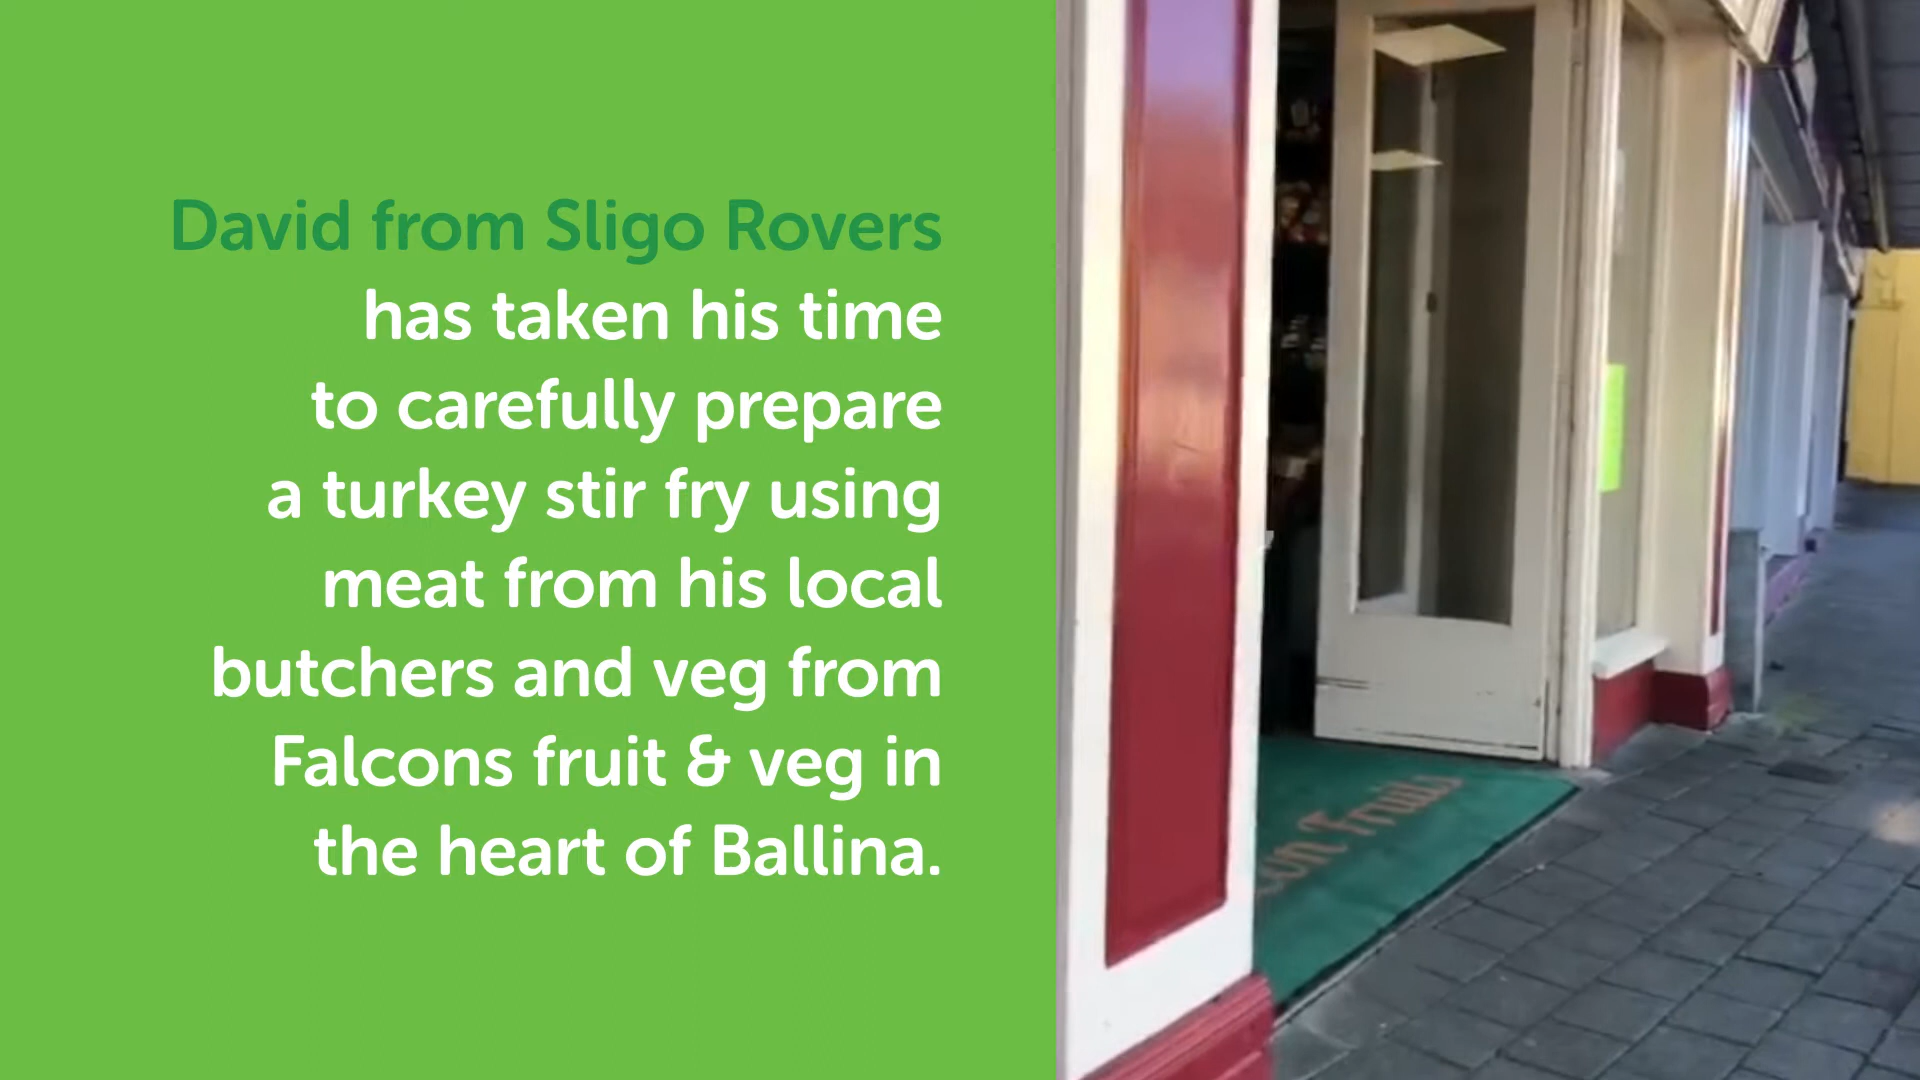 David from Sligo Rovers
has taken his time
to carefully prepare
a turkey stir fry using
meat from his local
butchers and veg from
Falcons fruit & veg in
the heart of Ballina.
Fruits